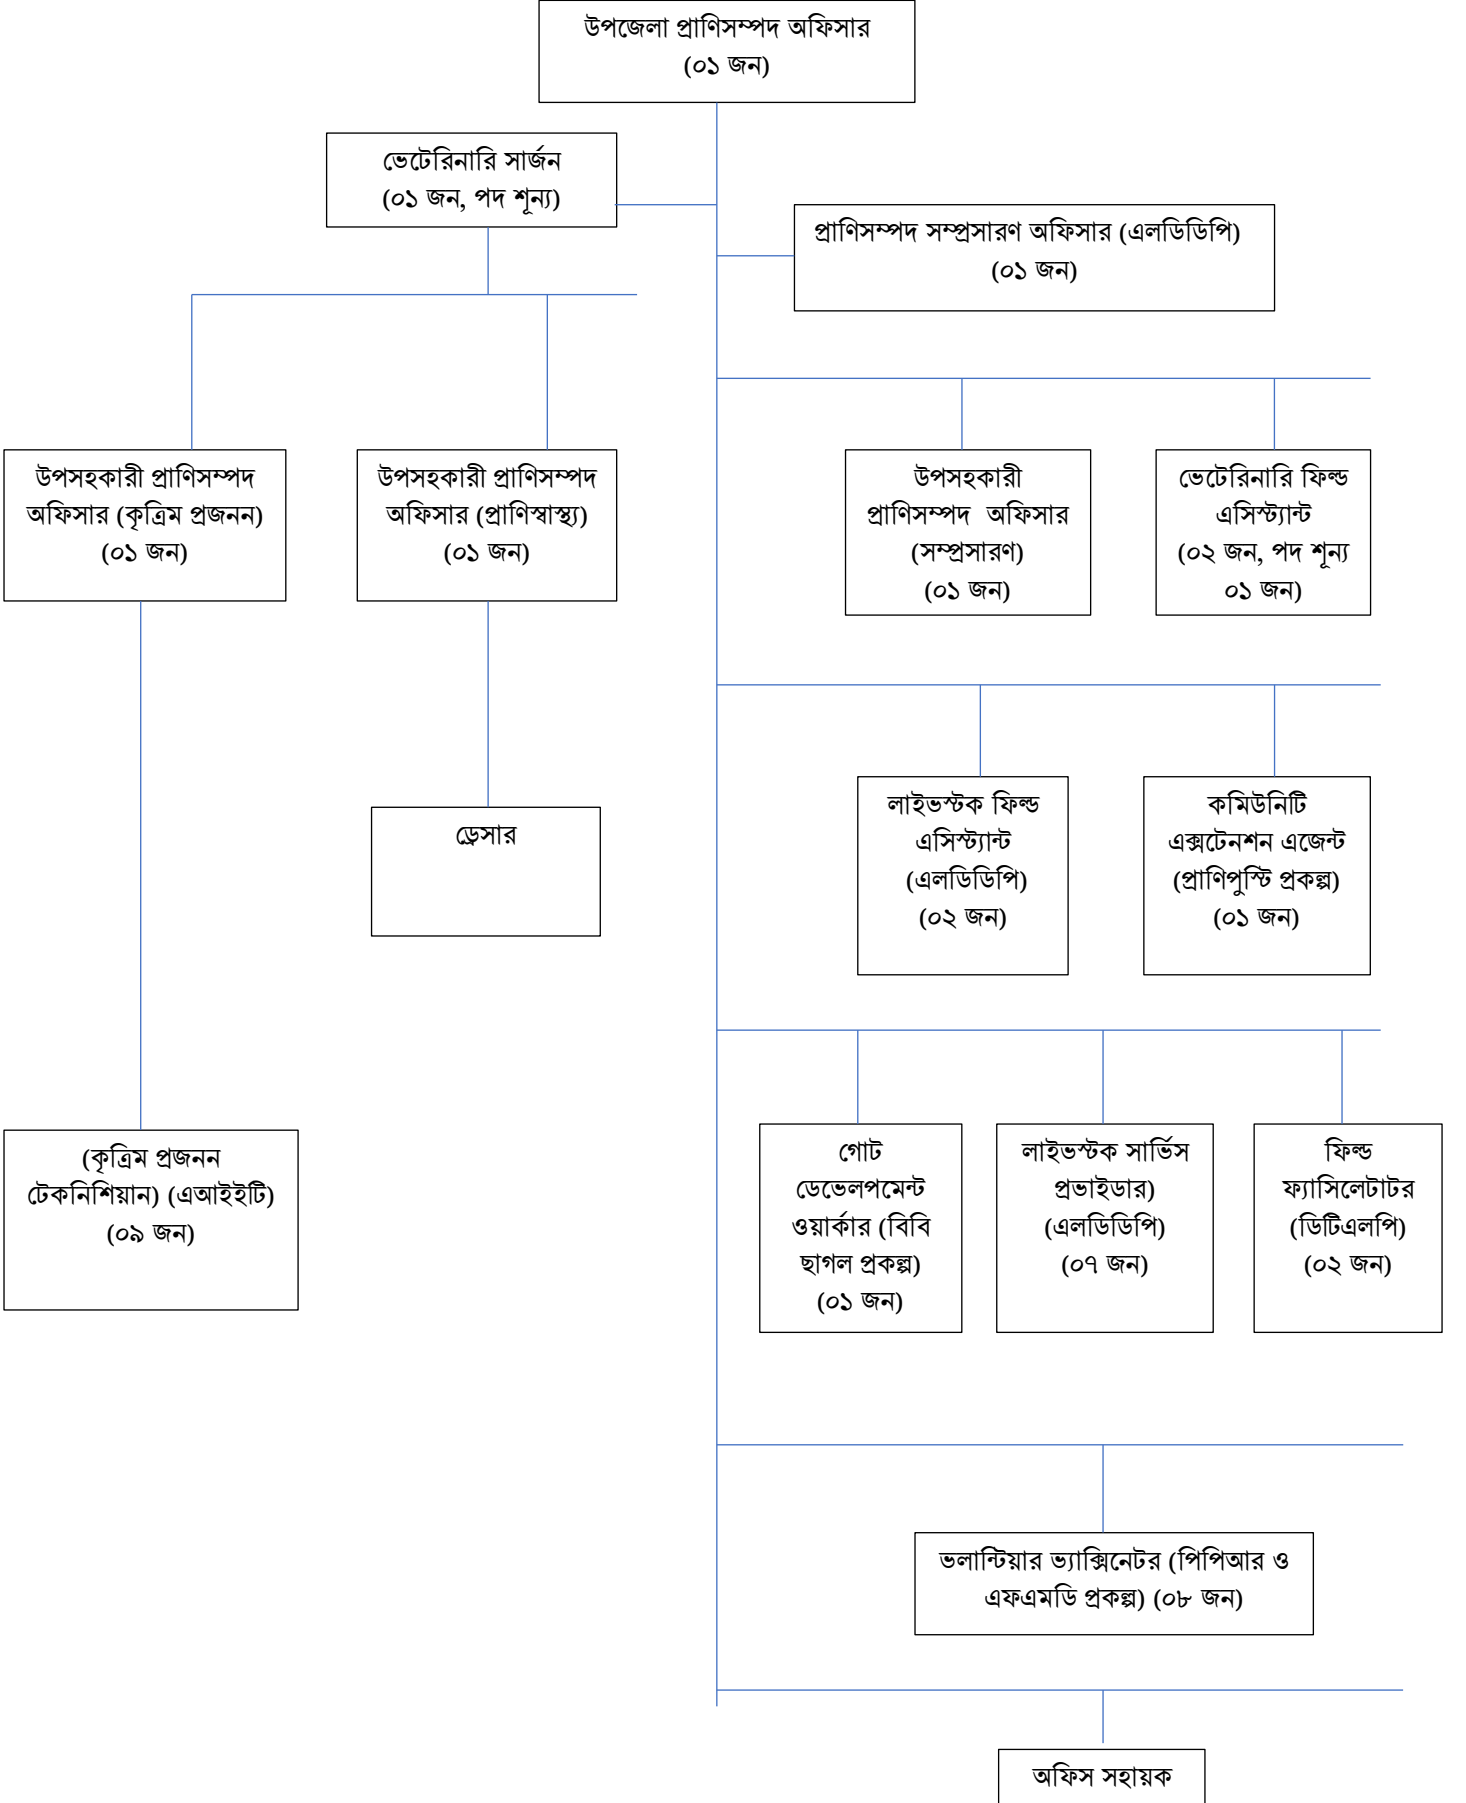 উপজেলা প্রাণিসম্পদ অফিসার
(০১ জন)
ভেটেরিনারি সার্জন
(০১ জন, পদ শূন্য)
প্রাণিসম্পদ সম্প্রসারণ অফিসার (এলডিডিপি)
(০১ জন)
উপসহকারী প্রাণিসম্পদ
অফিসার (কৃত্রিম প্রজনন)
(০১ জন)
উপসহকারী প্রাণিসম্পদ
অফিসার (প্রাণিস্বাস্থ্য)
(০১ জন)
উপসহকারী
প্রাণিসম্পদ অফিসার
(সম্প্রসারণ)
(০১ জন)
ভেটেরিনারি ফিল্ড
এসিস্ট্যান্ট
(০২ জন, পদ শূন্য
০১ জন)
লাইভস্টক ফিল্ড
এসিস্ট্যান্ট
(এলডিডিপি)
(০২ জন)
কমিউনিটি
এক্সটেনশন এজেন্ট
(প্রাণিপুস্টি প্রকল্প)
(০১ জন)
ড্রেসার
(কৃত্রিম প্রজনন
টেকনিশিয়ান) (এআইইটি)
(০৯ জন)
গোট
ডেভেলপমেন্ট
ওয়ার্কার (বিবি
ছাগল প্রকল্প)
(০১ জন)
লাইভস্টক সার্ভিস
প্রভাইডার)
(এলডিডিপি)
(০৭ জন)
ফিল্ড
ফ্যাসিলেটাটর
(ডিটিএলপি)
(০২ জন)
ভলান্টিয়ার ভ্যাক্সিনেটর (পিপিআর ও
এফএমডি প্রকল্প) (০৮ জন)
অফিস সহায়ক